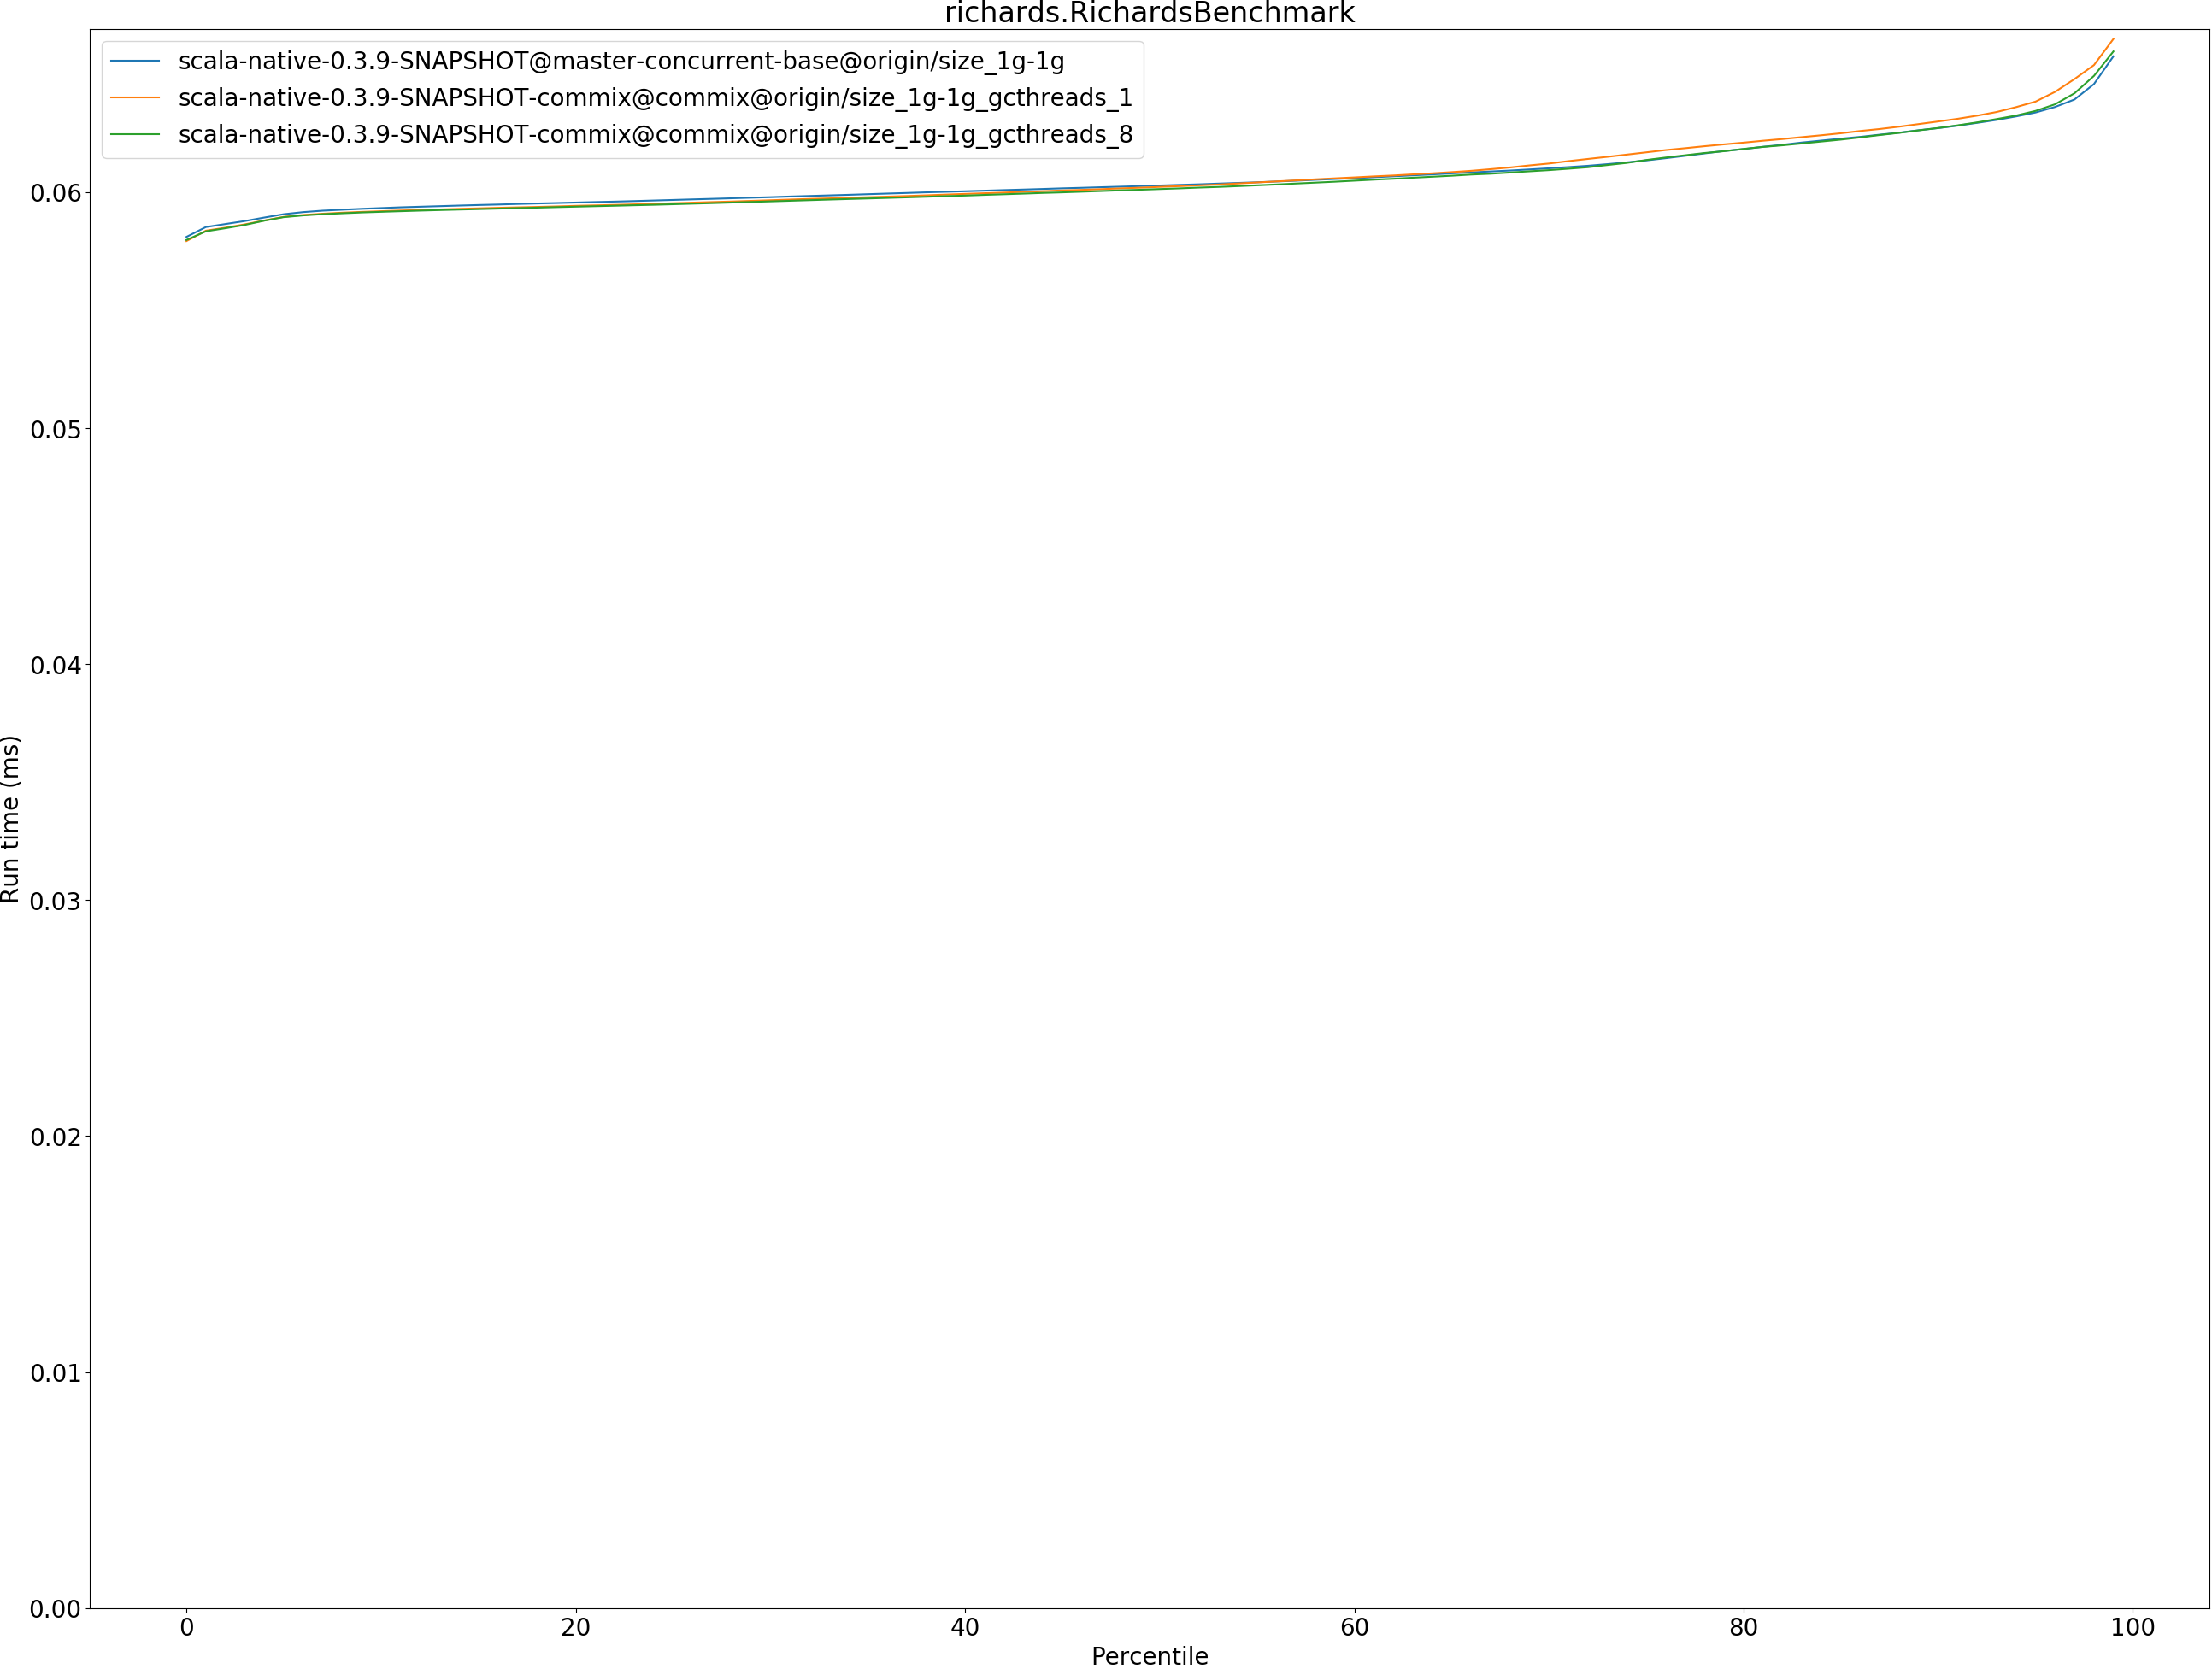 richards.RichardsBenchmark
scala-native-0.3.9-SNAPSHOT@master-concurrent-base@origin/size_1g-1g
scala-native-0.3.9-SNAPSHOT-commix@commix@origin/size_1g-1g_gcthreads_1
scala-native-0.3.9-SNAPSHOT-commix@commix@origin/size_1g-1g_gcthreads_8
0.06
0.05
0.04
0.03
0.02
0.01
0.00
Run time (ms)
0 20 40 60 80 100
Percentile